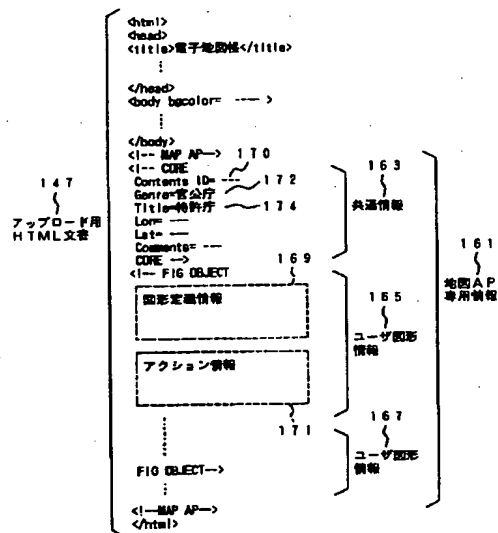 <html>
<head>
<title>電子地図帳</title>
</head>
<body bgcolor= ---- >
</body>
<!-- MAP AP-->
170
<!-- CORE
163
Contents ID= ---
172
147
Genre=官公庁
アップロード用
HTML文書
Title=特許庁
174
共通情報
Lon= ---
Lat= ---
Comments= ---
161
CORE -->
169
地図AP
専用情報
<!-- FIG OBJECT
図形定義情報
165
ユーザ図形
情報
アクション情報
171
167
ユーザ図形
情報
FIG OBJECT-->
<!--MAP AP-->
</html>